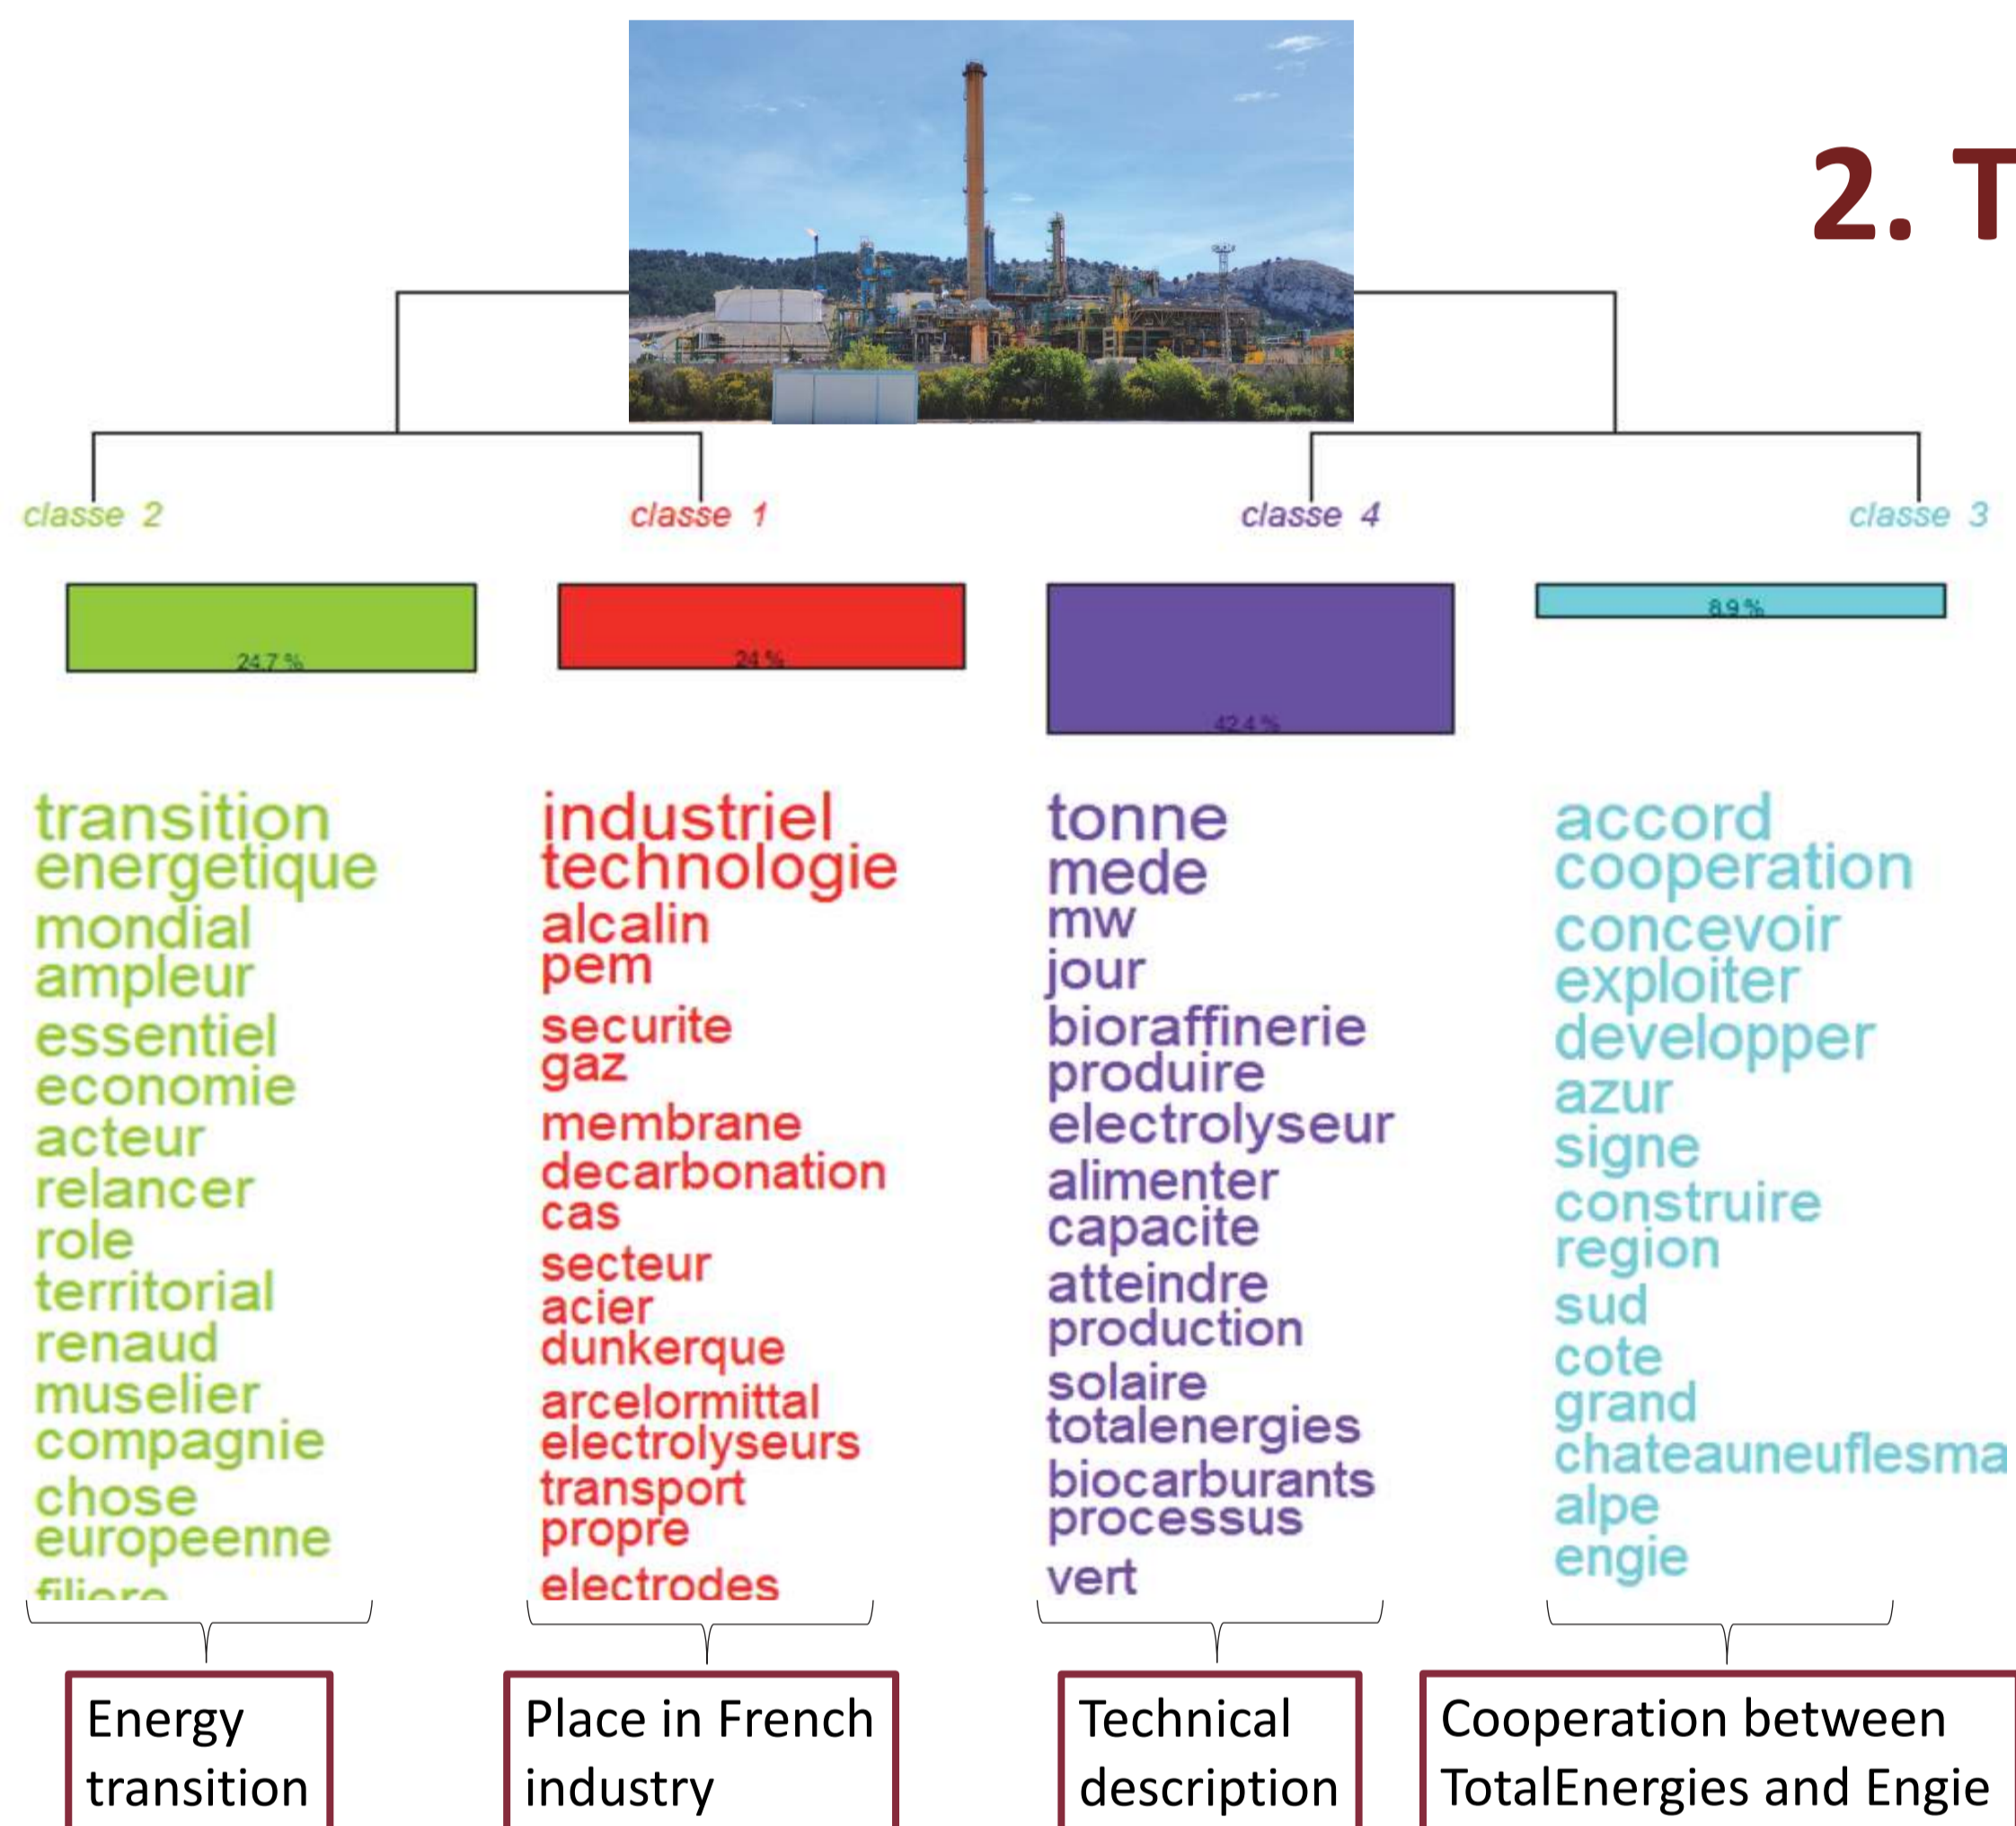 2. T
classe 2
classe 1
classe 4
classe 3
24.7 %
24 %
42.4 %
8.9 %
transition
energetique
mondial
ampleur
essentiel
economie
acteur
relancer
role
territorial
renaud
muselier
compagnie
chose
europeenne
filiere
industriel
technologie
alcalin
pem
securite
gaz
membrane
decarbonation
cas
secteur
acier
dunkerque
arcelormittal
electrolyseurs
transport
propre
electrodes
tonne
mede
mw
jour
bioraffinerie
produire
electrolyseur
alimenter
capacite
atteindre
production
solaire
totalenergies
biocarburants
processus
vert
accord
cooperation
concevoir
exploiter
developper
azur
signe
construire
region
sud
cote
grand
chateauneuflesma
alpe
engie
Energy
transition
Place in French
industry
Technical
description
Cooperation between
TotalEnergies and Engie